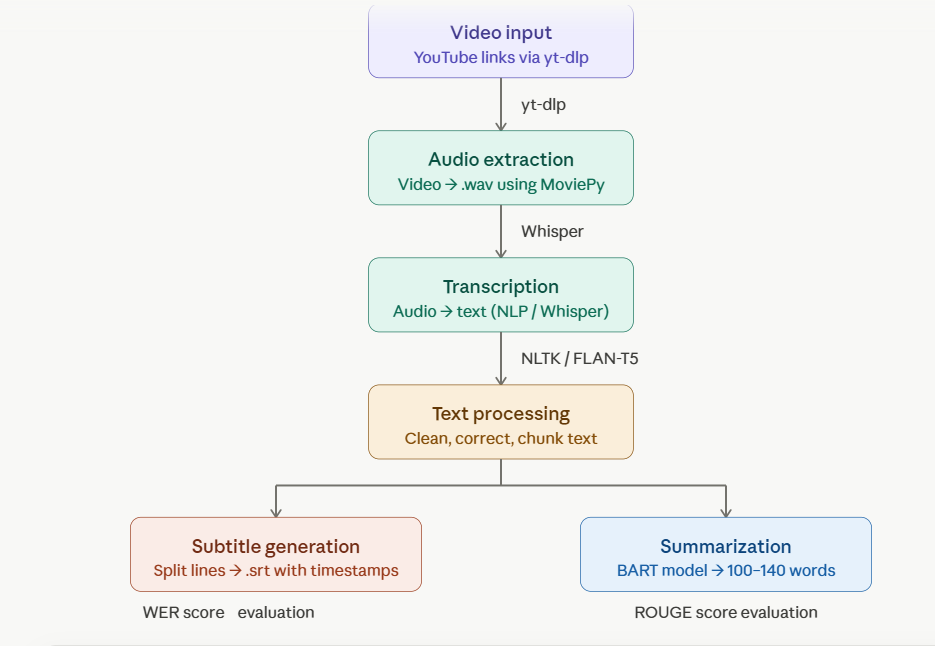 Video input
YouTube links via yt-dlp
yt-dlp
Audio extraction
Video → .wav using MoviePy
Whisper
Transcription
Audio → text (NLP / Whisper)
NLTK / FLAN-T5
Text processing
Clean, correct, chunk text
Subtitle generation
Split lines → .srt with timestamps
WER score evaluation
Summarization
BART model → 100–140 words
ROUGE score evaluation